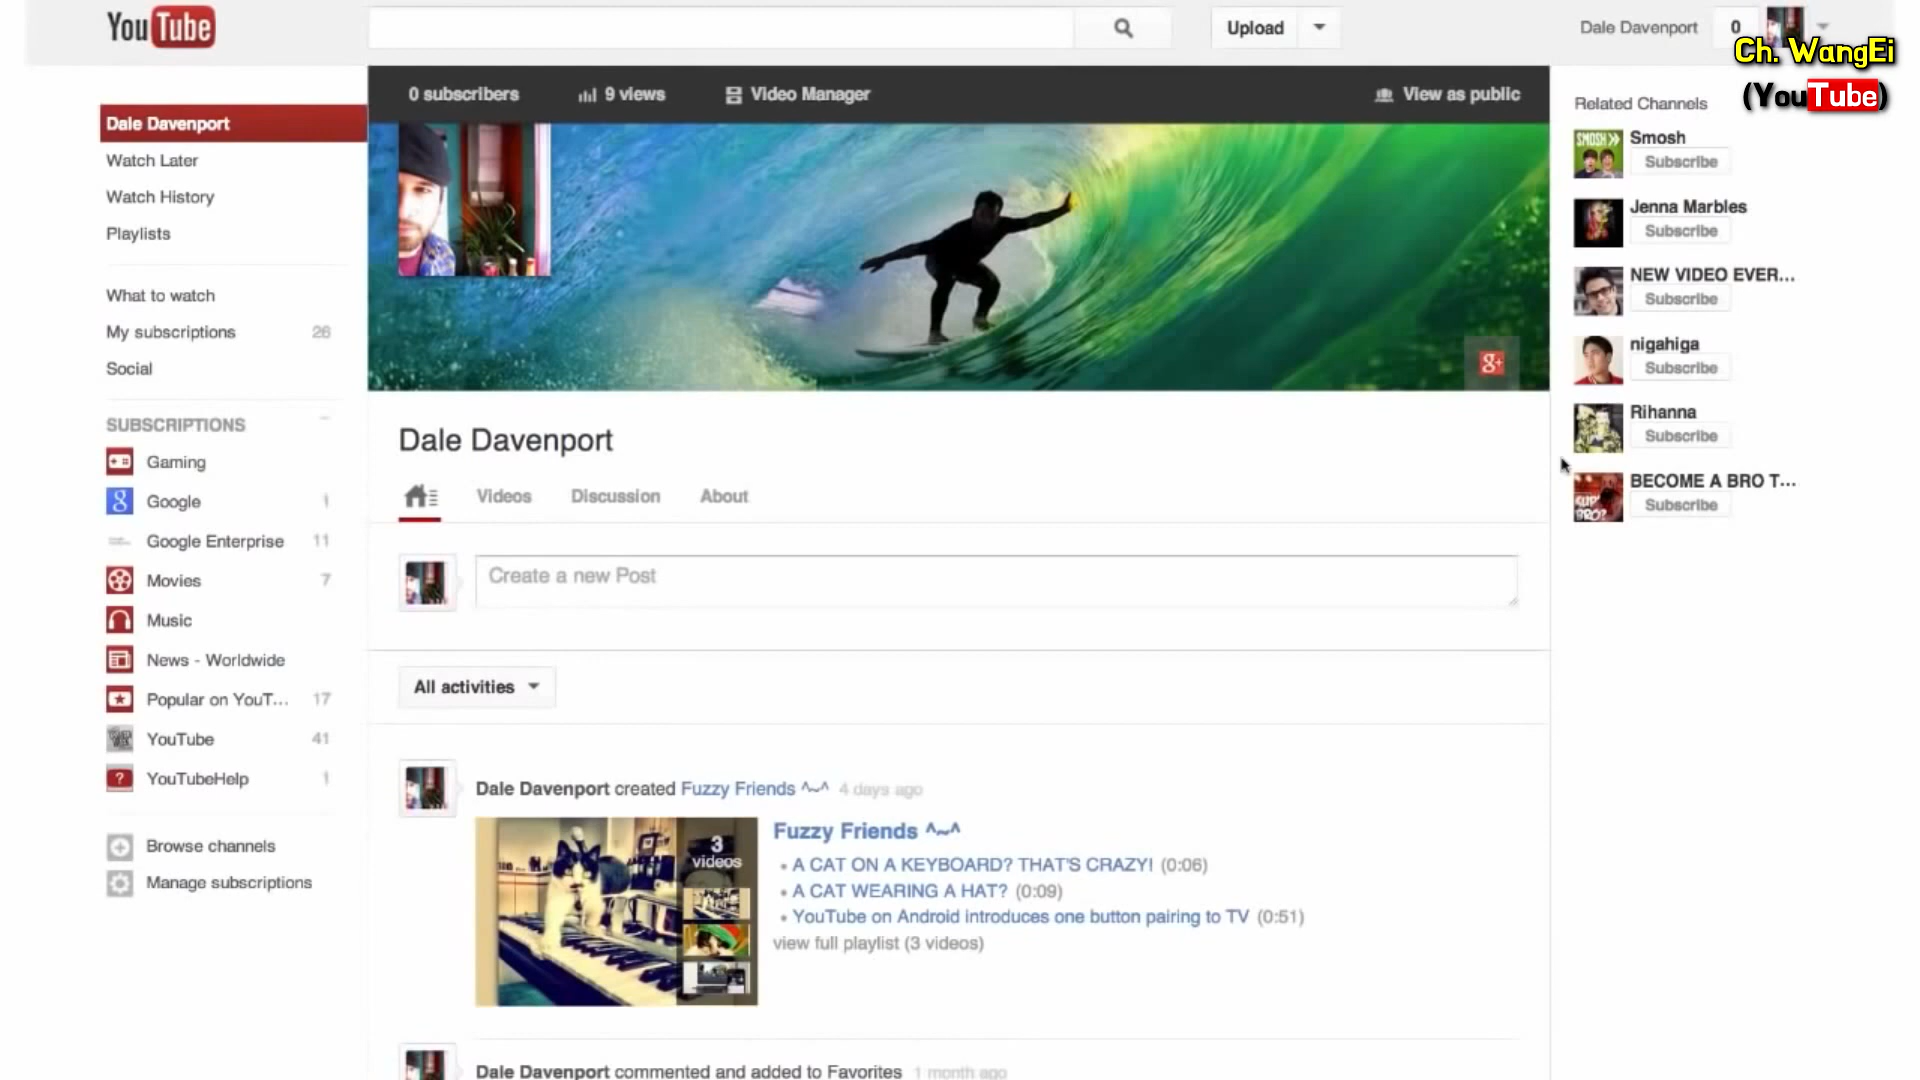 YouTube
Upload
Dale Davenport
0
Ch. WangEi
(YouTube)
0 subscribers
9 views
Video Manager
View as public
Dale Davenport
Watch Later
Watch History
Playlists
What to watch
My subscriptions 26
Social
SUBSCRIPTIONS
Gaming
Google 1
Google Enterprise 11
Movies 7
Music
News - Worldwide
Popular on YouT... 17
YouTube 41
YouTubeHelp 1
Browse channels
Manage subscriptions
g+
Dale Davenport
Videos
Discussion
About
Create a new Post
All activities
Dale Davenport created Fuzzy Friends ^~^ 4 days ago
3
videos
Fuzzy Friends ^~^
• A CAT ON A KEYBOARD? THAT'S CRAZY! (0:06)
• A CAT WEARING A HAT? (0:09)
• YouTube on Android introduces one button pairing to TV (0:51)
view full playlist (3 videos)
Dale Davenport commented and added to Favorites 1 month ago
Related Channels
SMOSH
Smosh
Subscribe
Jenna Marbles
Subscribe
NEW VIDEO EVER...
Subscribe
nigahiga
Subscribe
Rihanna
Subscribe
BECOME A BRO T...
Subscribe
BRO?